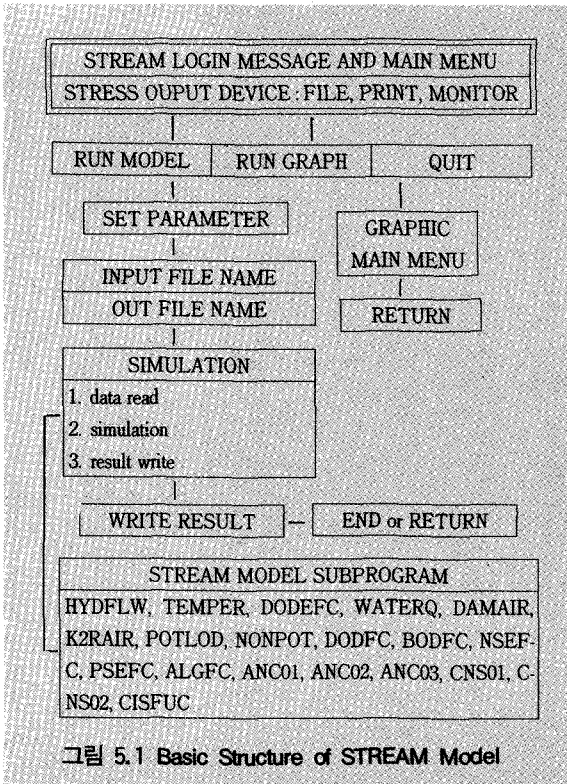 STREAM LOGIN MESSAGE AND MAIN MENU
STRESS OUPUT DEVICE : FILE, PRINT, MONITOR
RUN MODEL
RUN GRAPH
QUIT
SET PARAMETER
GRAPHIC
MAIN MENU
INPUT FILE NAME
OUT FILE NAME
RETURN
SIMULATION
1. data read
2. simulation
3. result write
WRITE RESULT
END or RETURN
STREAM MODEL SUBPROGRAM
HYDFLW, TEMPER, DODEFC, WATERQ, DAMAIR,
K2RAIR, POTLOD, NONPOT, DODFC, BODFC, NSEF-
C, PSEFC, ALGFC, ANC01, ANC02, ANC03, CNS01, C-
NS02, CISFUC
그림 5.1 Basic Structure of STREAM Model